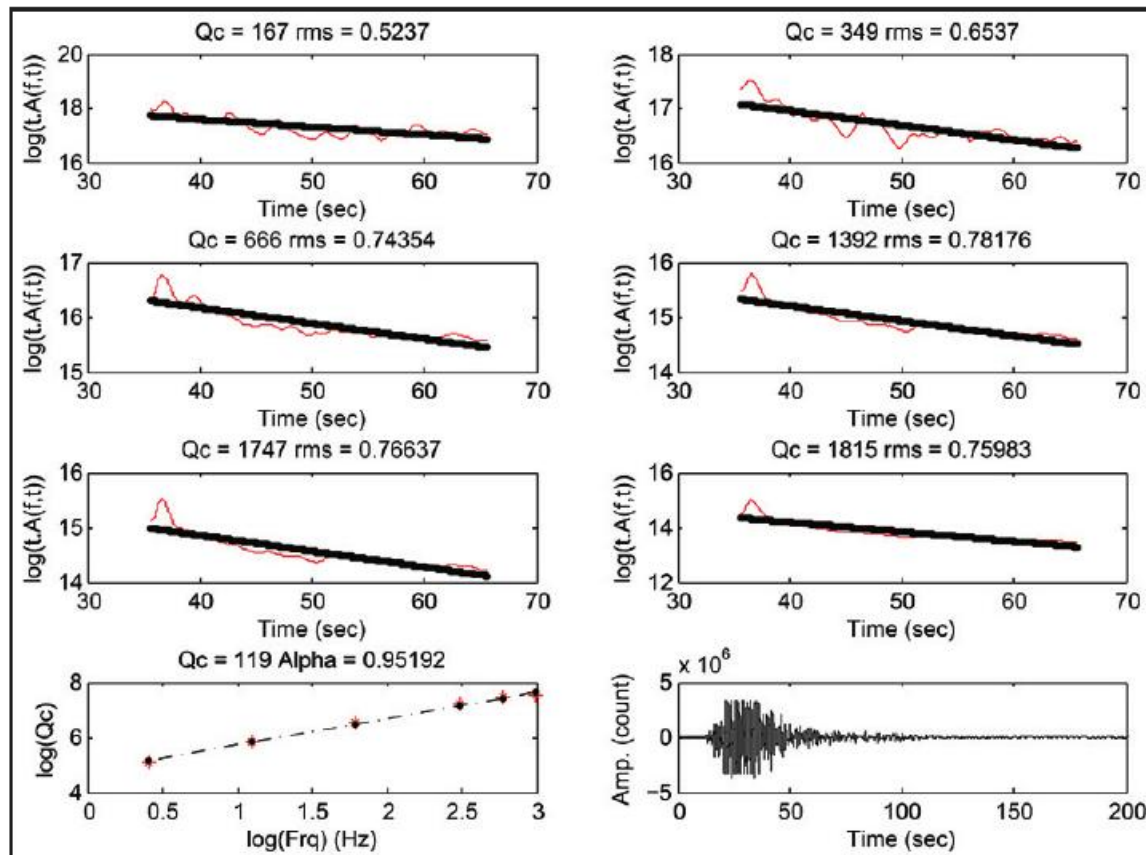 Qc = 167 rms = 0.5237
20
18
16
log(t.A(f,t))
30 40 50 60 70
Time (sec)
Qc = 349 rms = 0.6537
18
17
16
log(t.A(f,t))
30 40 50 60 70
Time (sec)
Qc = 666 rms = 0.74354
17
16
15
log(t.A(f,t))
30 40 50 60 70
Time (sec)
Qc = 1392 rms = 0.78176
16
15
14
log(t.A(f,t))
30 40 50 60 70
Time (sec)
Qc = 1747 rms = 0.76637
16
15
14
log(t.A(f,t))
30 40 50 60 70
Time (sec)
Qc = 1815 rms = 0.75983
16
14
12
log(t.A(f,t))
30 40 50 60 70
Time (sec)
Qc = 119 Alpha = 0.95192
8
6
4
log(Qc)
0 0.5 1 1.5 2 2.5 3
log(Frq) (Hz)
x 10^6
5
0
−5
Amp. (count)
0 50 100 150 200
Time (sec)